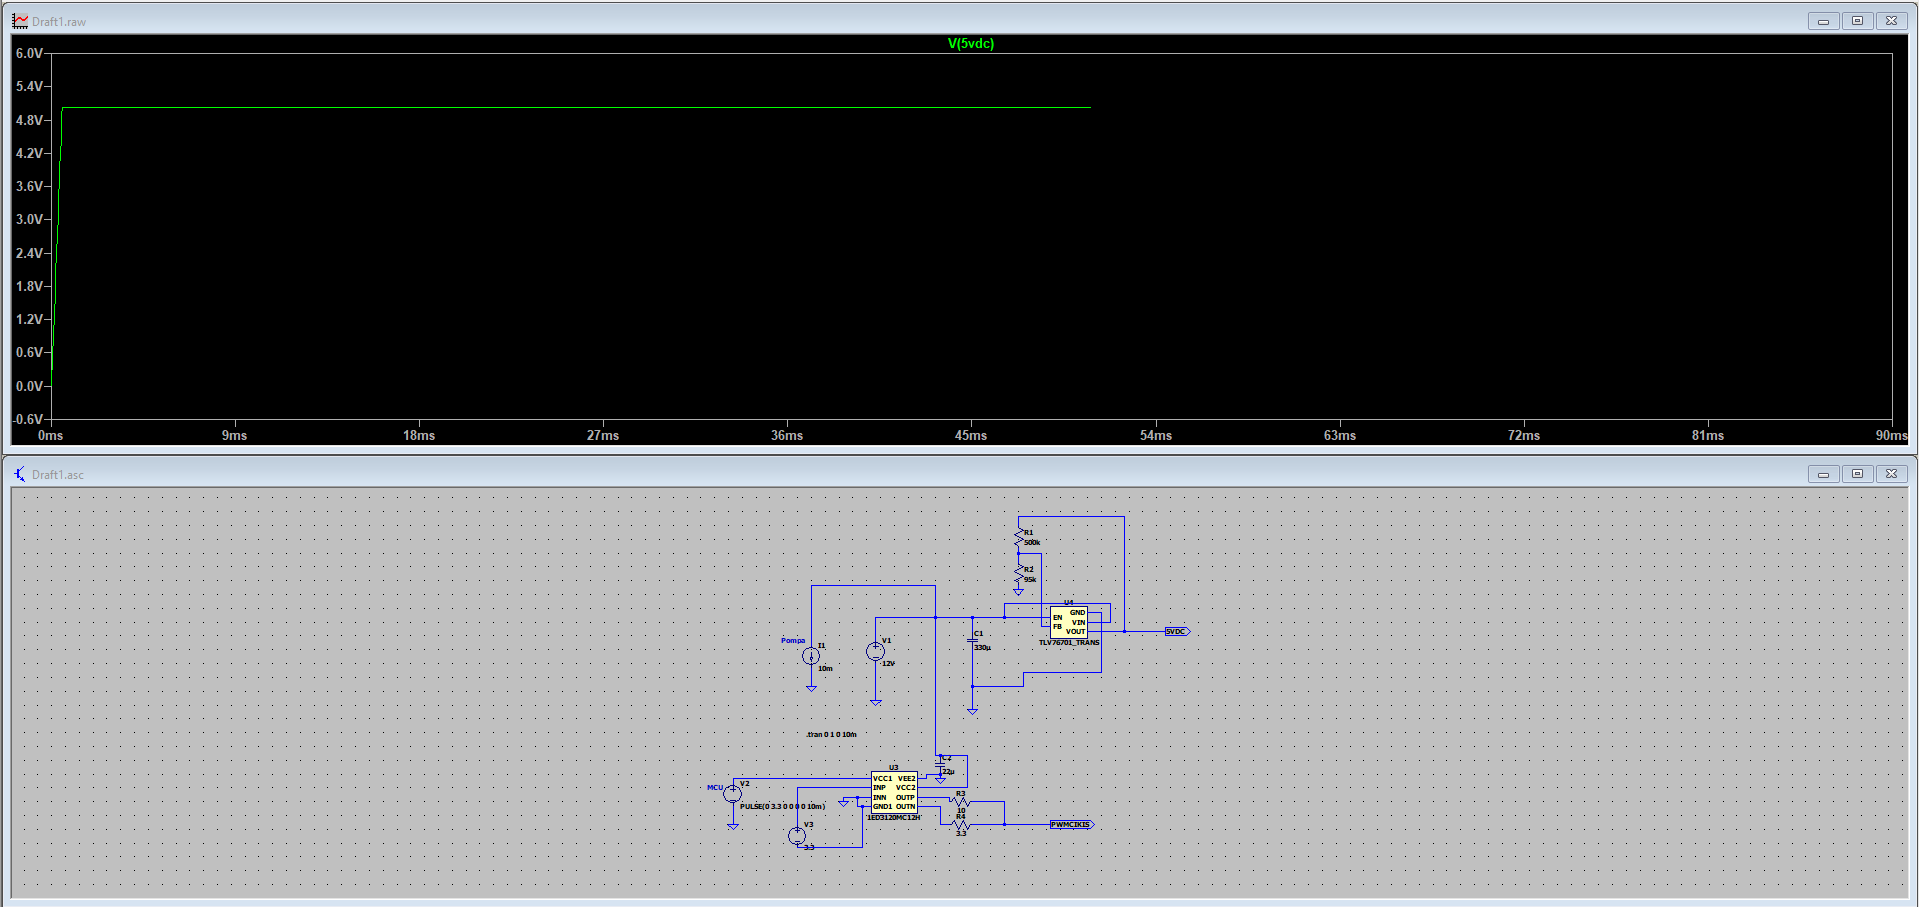 Draft1.raw
V(5vdc)
6.0V
5.4V
4.8V
4.2V
3.6V
3.0V
2.4V
1.8V
1.2V
0.6V
0.0V
-0.6V
0ms 9ms 18ms 27ms 36ms 45ms 54ms 63ms 72ms 81ms 90ms
Draft1.asc
R1
500k
R2
95k
U4
GND
EN
VIN
FB
VOUT
TLV76701_TRANS
5VDC
Pompa
I1
10m
V1
12V
C1
330µ
.tran 0 1 0 10m
C2
22µ
U3
VCC1 VEE2
INP VCC2
INN OUTP
GND1 OUTN
1ED3120MC12H
MCU
V2
PULSE(0 3.3 0 0 0 0 10m)
V3
3.3
R3
10
R4
3.3
PWMCIKIS